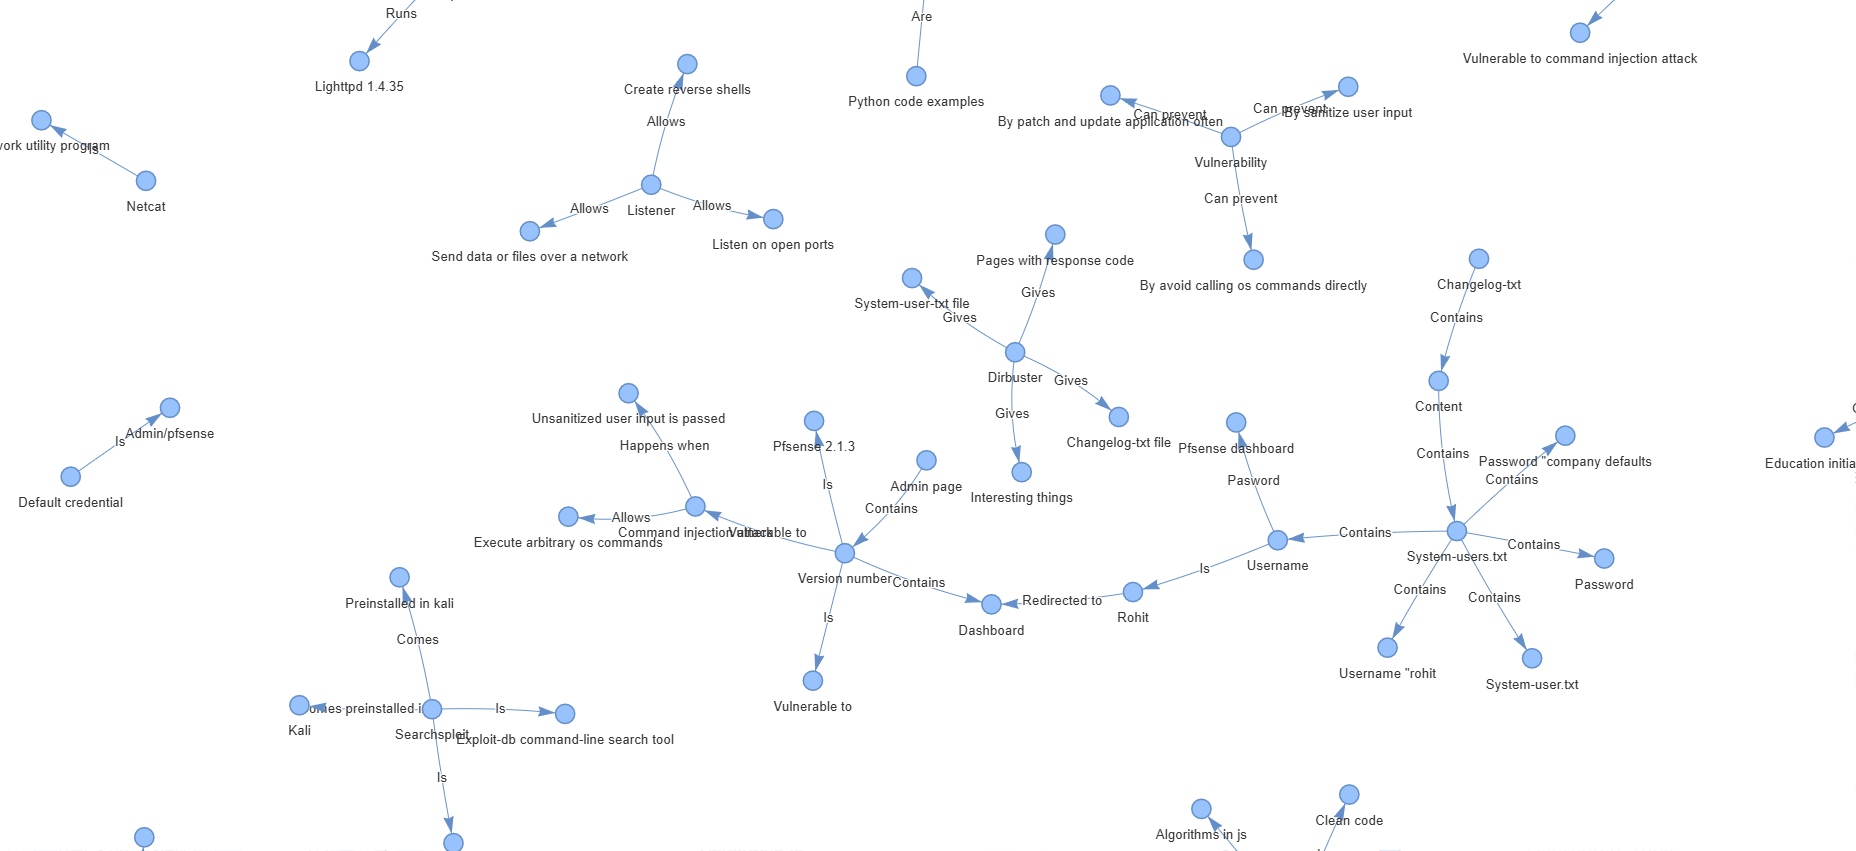 Runs
Are
Lighttpd 1.4.35
Create reverse shells
Python code examples
Vulnerable to command injection attack
Can prevent
By patch and update application often
Can prevent
By sanitize user input
Allows
Vulnerability
Is
Netcat
Can prevent
Allows
Listener
Allows
Send data or files over a network
Listen on open ports
Pages with response code
By avoid calling os commands directly
Changelog-txt
Gives
System-user-txt file
Gives
Contains
Dirbuster
Gives
Content
Gives
Changelog-txt file
Admin/pfsense
Is
Default credential
Unsanitized user input is passed
Happens when
Pfsense 2.1.3
Is
Admin page
Contains
Interesting things
Pfsense dashboard
Pasword
Contains
Password "company defaults
Contains
Allows
Execute arbitrary os commands
Command injection attack
Vulnerable to
Version number
Contains
Contains
System-users.txt
Contains
Password
Username
Is
Redirected to
Rohit
Dashboard
Is
Vulnerable to
Contains
Username "rohit
Contains
System-user.txt
Preinstalled in kali
Comes
Kali
Searchsploit
Is
Exploit-db command-line search tool
Is
Algorithms in js
Clean code